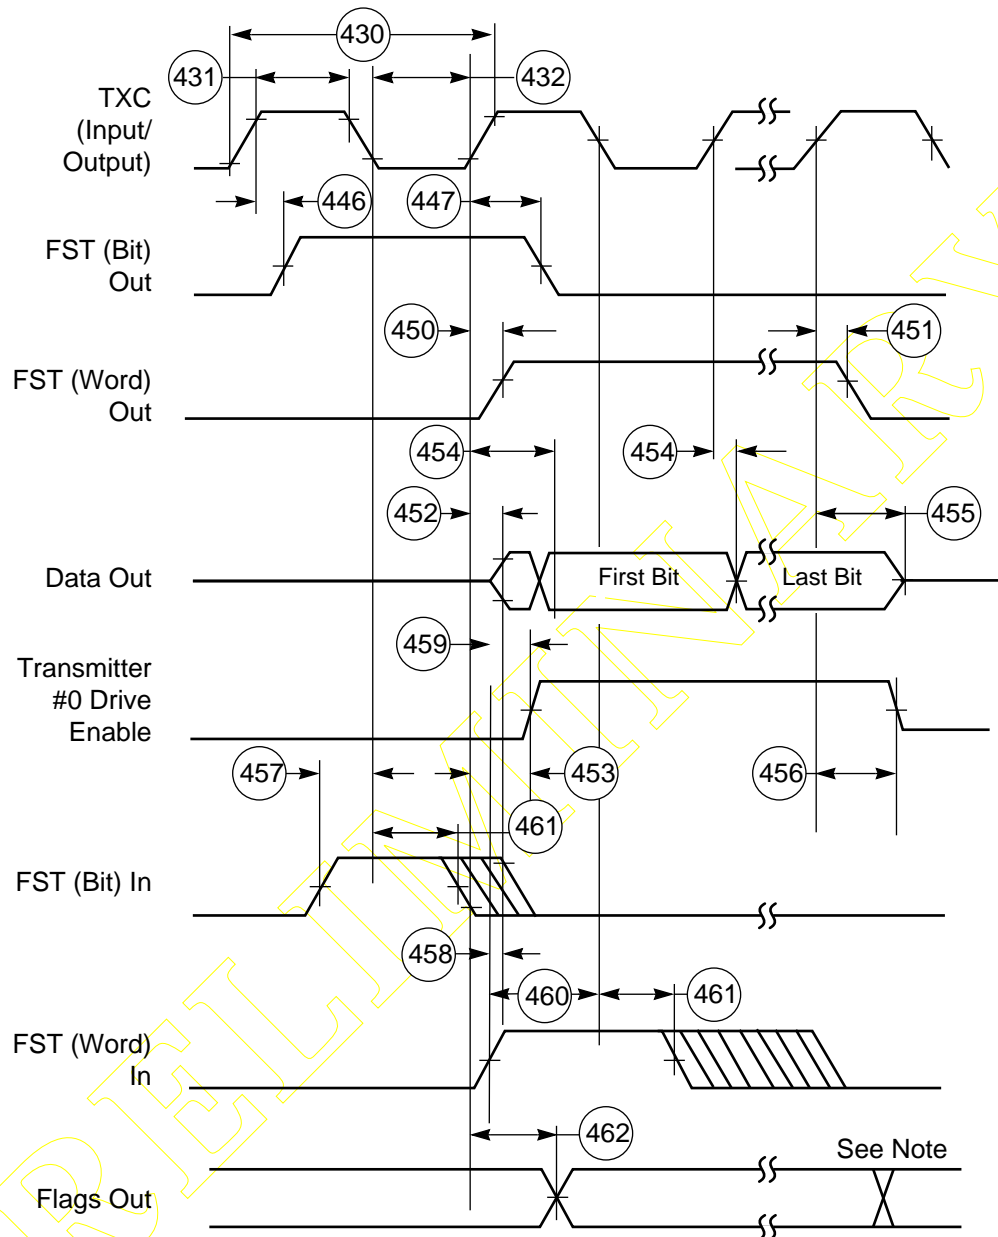 430
431
432
TXC
(Input/
Output)
446
447
FST (Bit)
Out
450
451
FST (Word)
Out
454
454
452
455
Data Out
First Bit
Last Bit
459
Transmitter
#0 Drive
Enable
457
453
456
461
FST (Bit) In
458
460
461
FST (Word)
In
462
See Note
Flags Out
PRELIMINARY